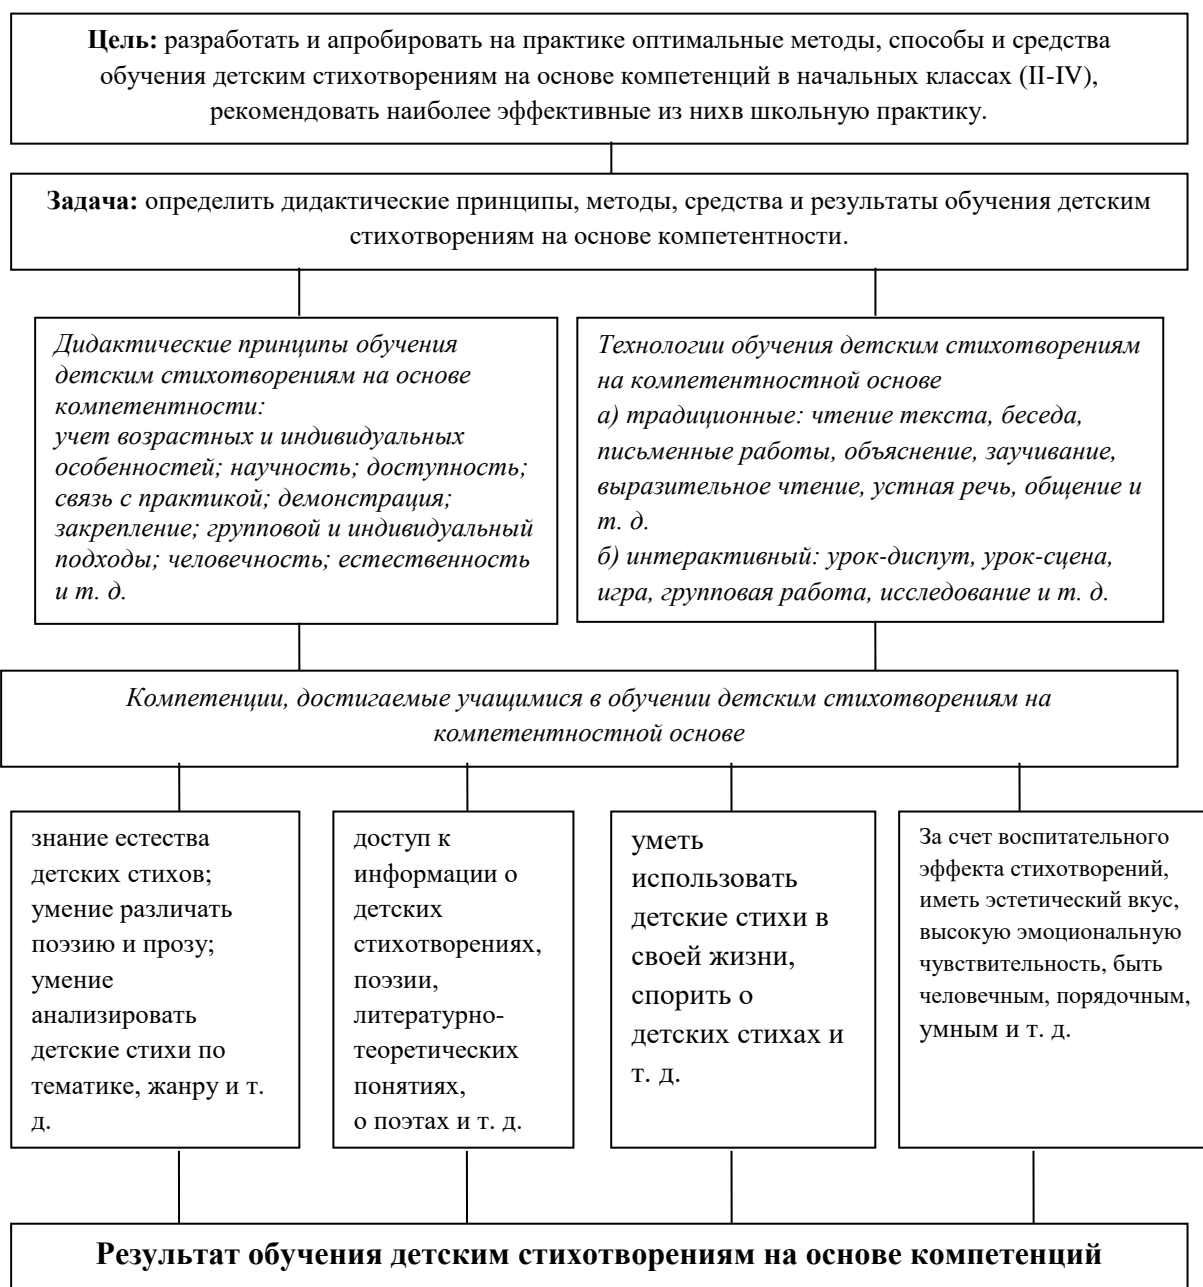 Цель: разработать и апробировать на практике оптимальные методы, способы и средства
обучения детским стихотворениям на основе компетенций в начальных классах (II-IV),
рекомендовать наиболее эффективные из нихв школьную практику.
Задача: определить дидактические принципы, методы, средства и результаты обучения детским
стихотворениям на основе компетентности.
Дидактические принципы обучения
детским стихотворениям на основе
компетентности:
учет возрастных и индивидуальных
особенностей; научность; доступность;
связь с практикой; демонстрация;
закрепление; групповой и индивидуальный
подходы; человечность; естественность
и т. д.
Технологии обучения детским стихотворениям
на компетентностной основе
а) традиционные: чтение текста, беседа,
письменные работы, объяснение, заучивание,
выразительное чтение, устная речь, общение и
т. д.
б) интерактивный: урок-диспут, урок-сцена,
игра, групповая работа, исследование и т. д.
Компетенции, достигаемые учащимися в обучении детским стихотворениям на
компетентностной основе
знание естества
детских стихов;
умение различать
поэзию и прозу;
умение
анализировать
детские стихи по
тематике, жанру и т.
д.
доступ к
информации о
детских
стихотворениях,
поэзии,
литературно-
теоретических
понятиях,
о поэтах и т. д.
уметь
использовать
детские стихи в
своей жизни,
спорить о
детских стихах и
т. д.
За счет воспитательного
эффекта стихотворений,
иметь эстетический вкус,
высокую эмоциональную
чувствительность, быть
человечным, порядочным,
умным и т. д.
Результат обучения детским стихотворениям на основе компетенций